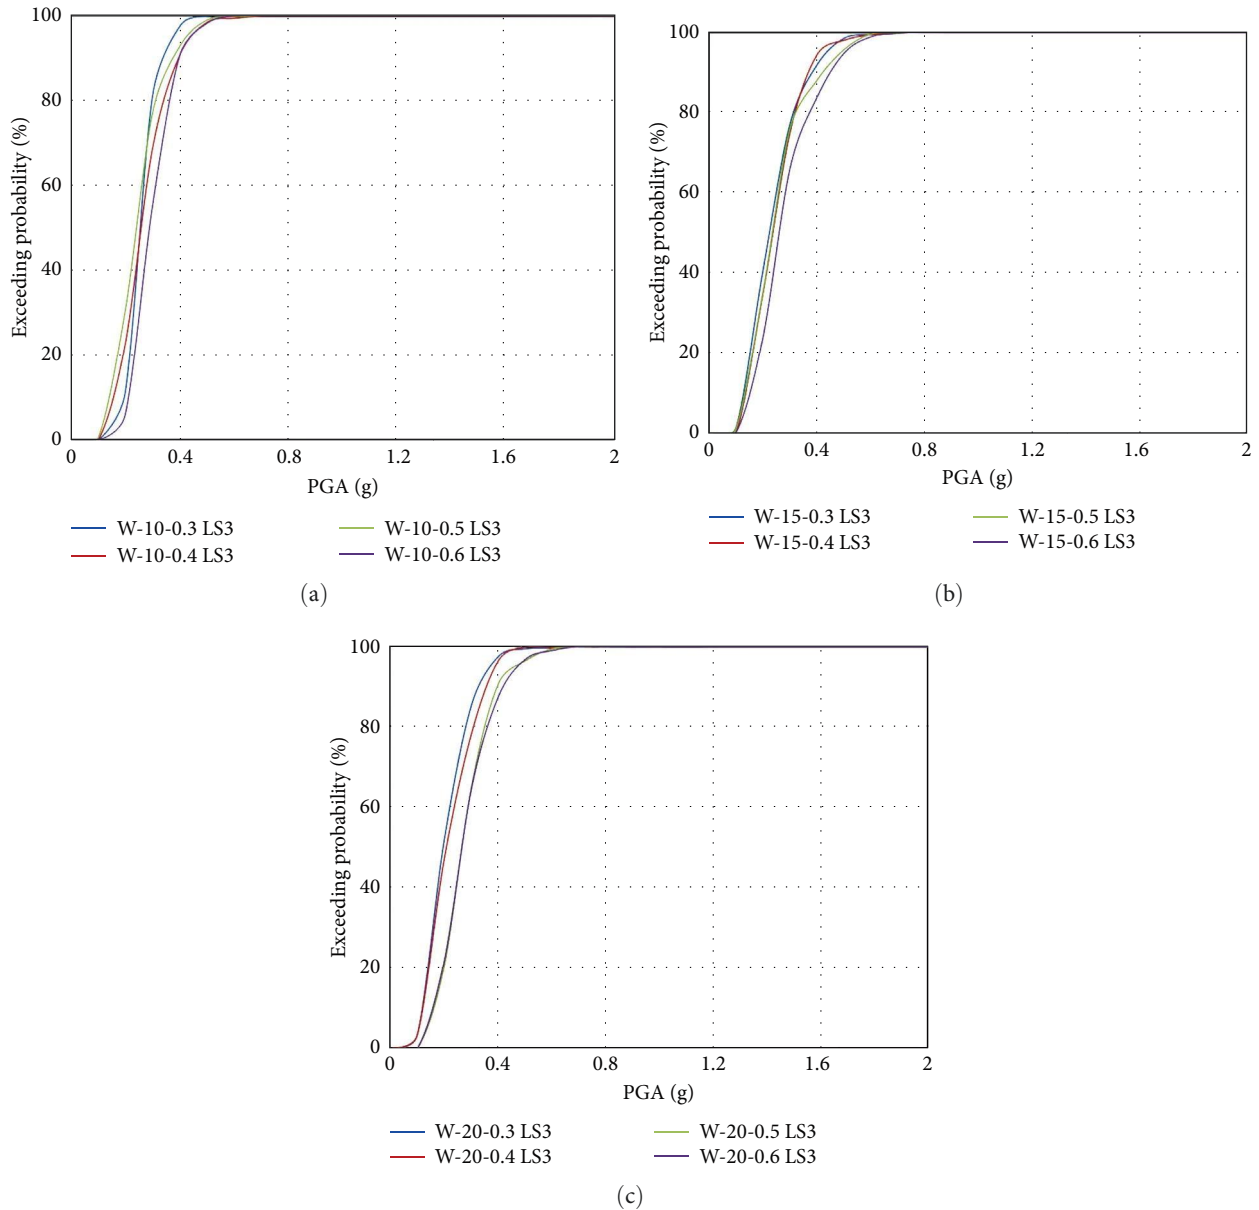 100
80
60
40
20
0
Exceeding probability (%)
0 0.4 0.8 1.2 1.6 2
PGA (g)
W-10-0.3 LS3 W-10-0.5 LS3
W-10-0.4 LS3 W-10-0.6 LS3
(a)
100
80
60
40
20
0
Exceeding probability (%)
0 0.4 0.8 1.2 1.6 2
PGA (g)
W-15-0.3 LS3 W-15-0.5 LS3
W-15-0.4 LS3 W-15-0.6 LS3
(b)
100
80
60
40
20
0
Exceeding probability (%)
0 0.4 0.8 1.2 1.6 2
PGA (g)
W-20-0.3 LS3 W-20-0.5 LS3
W-20-0.4 LS3 W-20-0.6 LS3
(c)